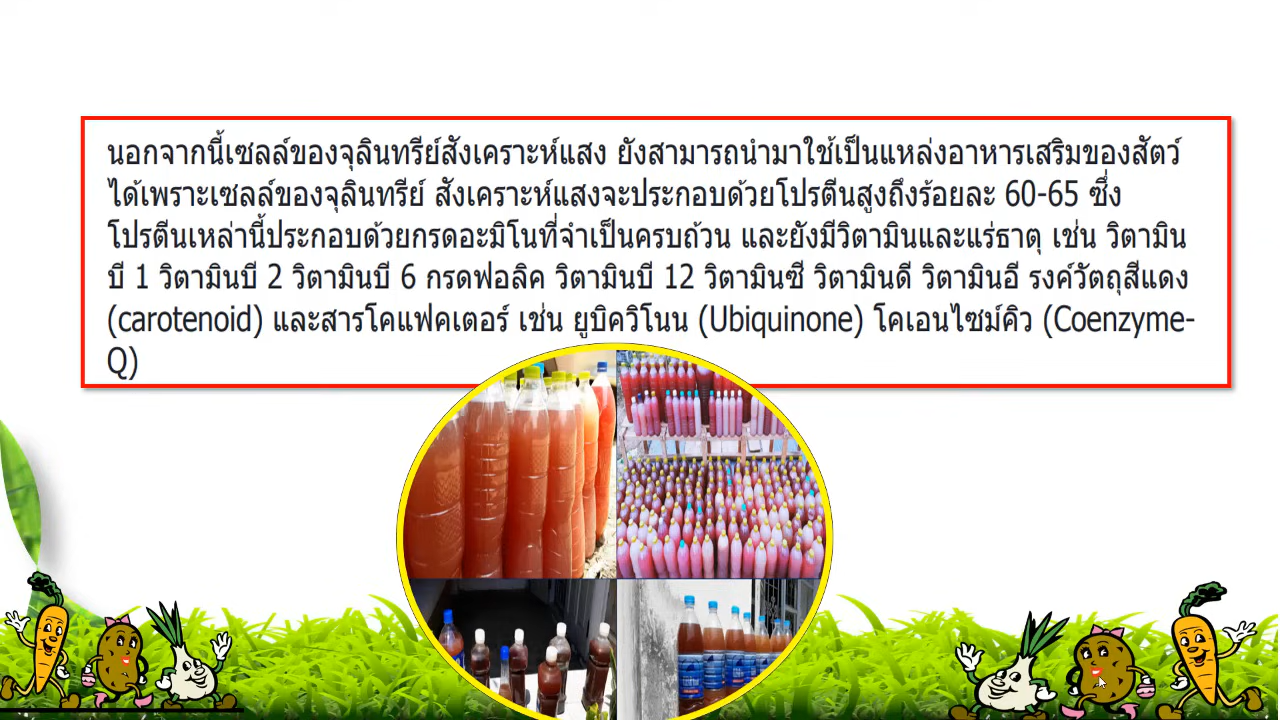 นอกจากนี้เซลล์ของจุลินทรีย์สังเคราะห์แสง ยังสามารถนำมาใช้เป็นแหล่งอาหารเสริมของสัตว์
ได้เพราะเซลล์ของจุลินทรีย์ สังเคราะห์แสงจะประกอบด้วยโปรตีนสูงถึงร้อยละ 60-65 ซึ่ง
โปรตีนเหล่านี้ประกอบด้วยกรดอะมิโนที่จำเป็นครบถ้วน และยังมีวิตามินและแร่ธาตุ เช่น วิตามิน
บี 1 วิตามินบี 2 วิตามินบี 6 กรดฟอลิค วิตามินบี 12 วิตามินซี วิตามินดี วิตามินอี รงค์วัตถุสีแดง
(carotenoid) และสารโคแฟคเตอร์ เช่น ยูบิควิโนน (Ubiquinone) โคเอนไซม์คิว (Coenzyme-
Q)